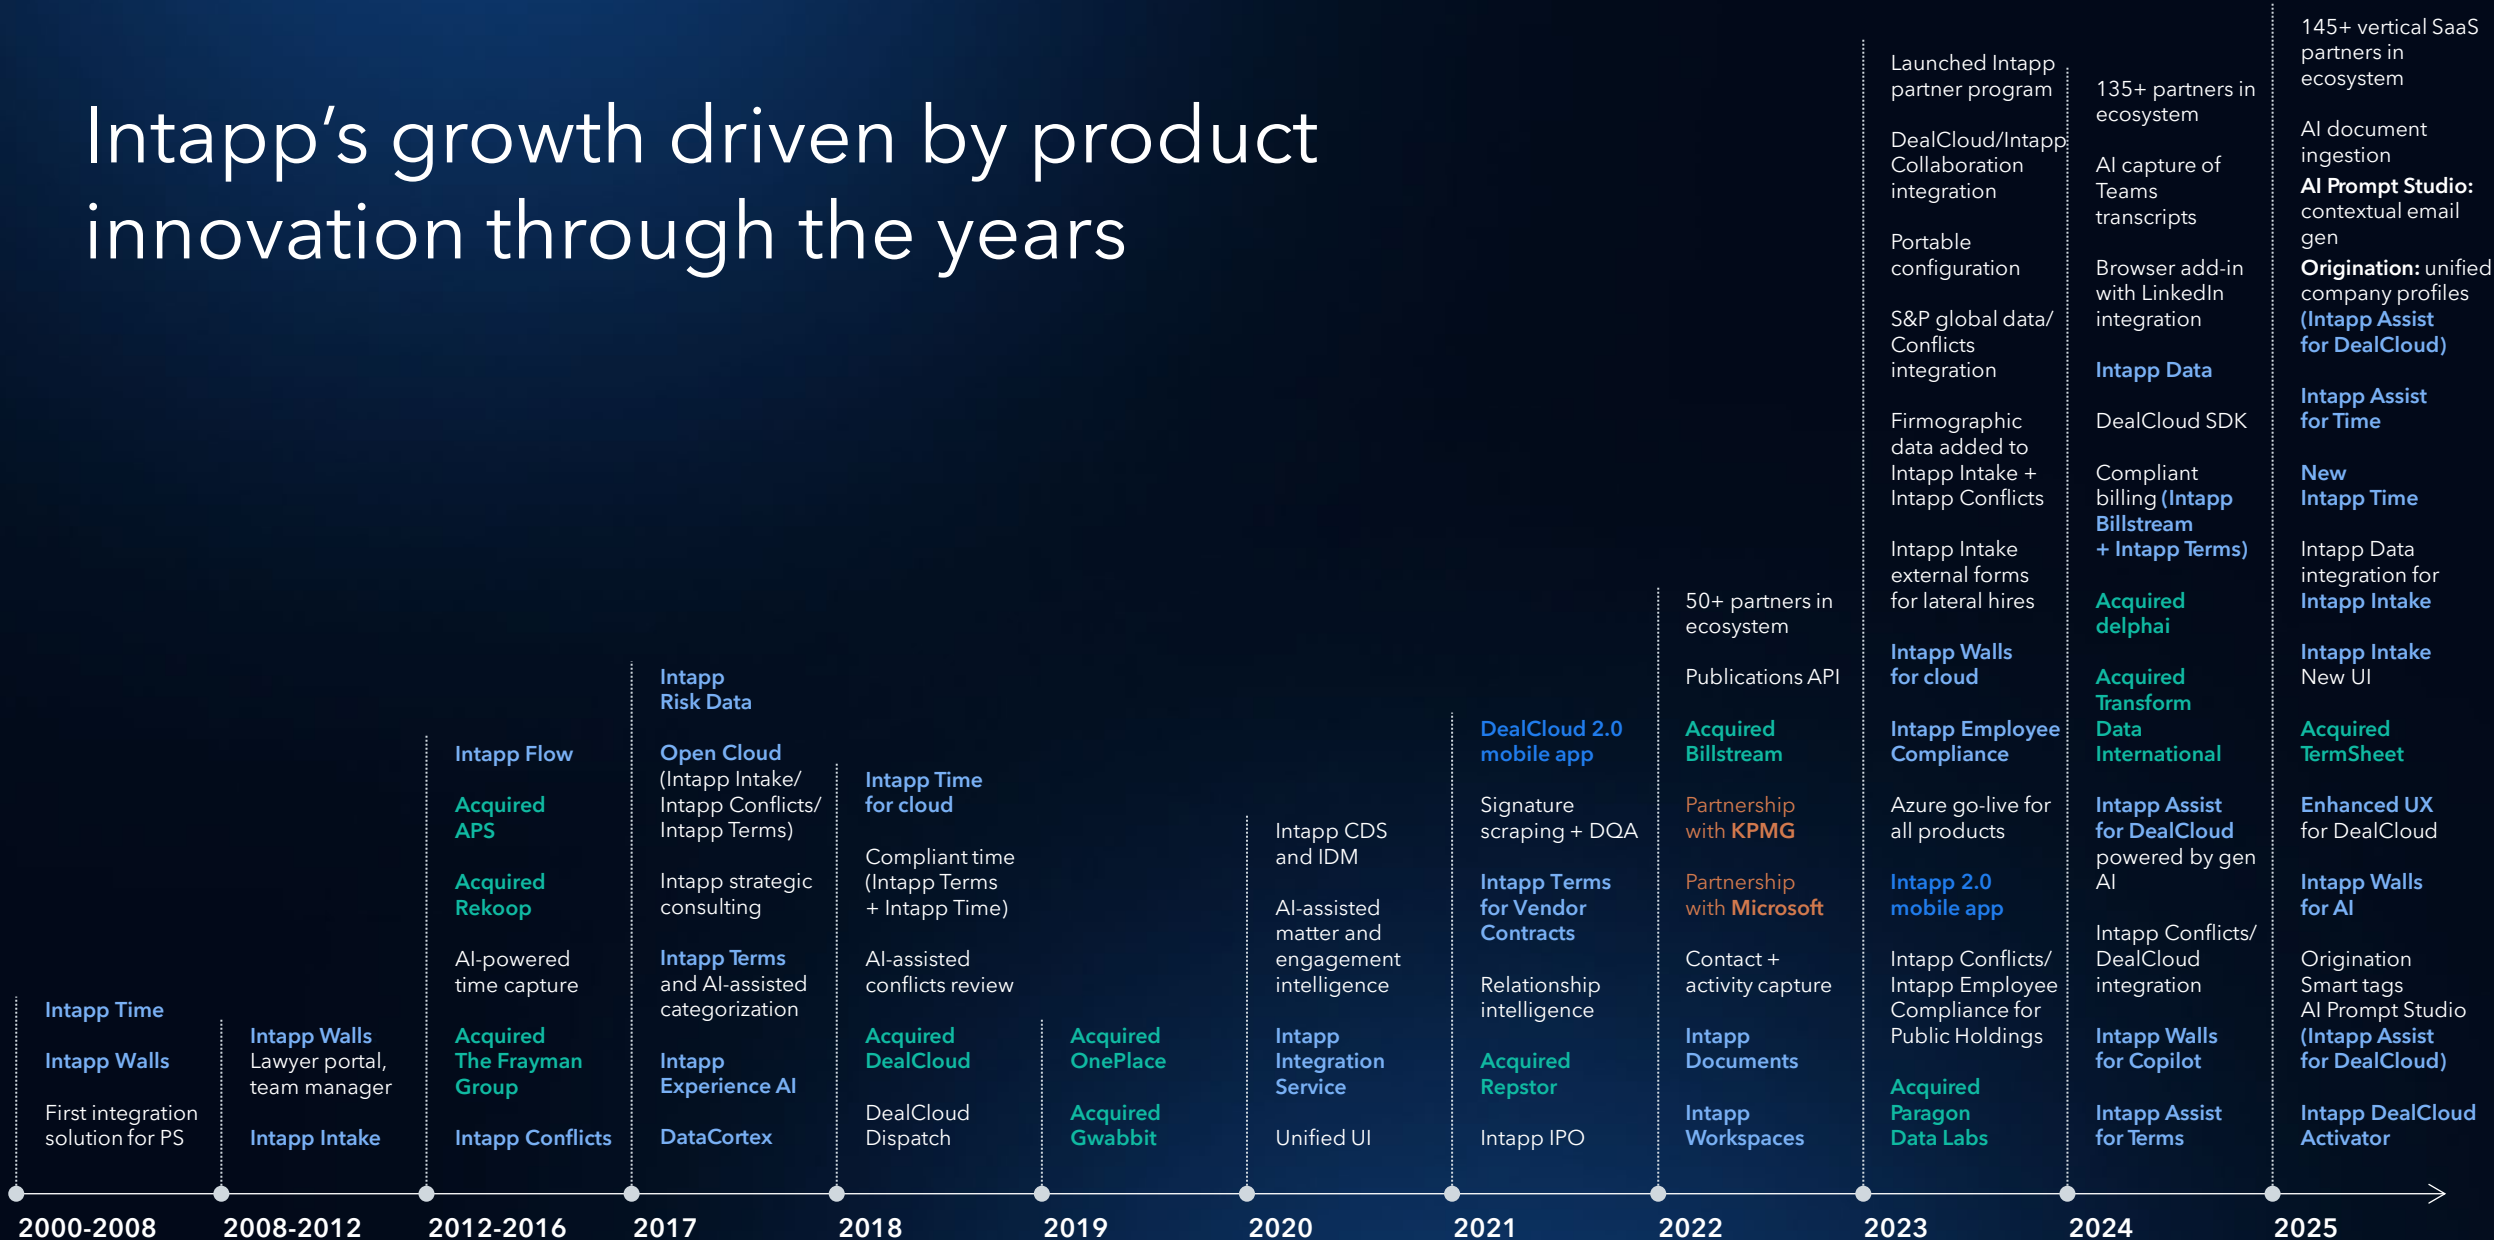 Intapp’s growth driven by product
innovation through the years
Intapp Time
Intapp Walls
First integration
solution for PS
2000-2008
Intapp Walls
Lawyer portal,
team manager
Intapp Intake
2008-2012
Intapp Flow
Acquired
APS
Acquired
Rekoop
AI-powered
time capture
Acquired
The Frayman
Group
Intapp Conflicts
2012-2016
Intapp
Risk Data
Open Cloud
(Intapp Intake/
Intapp Conflicts/
Intapp Terms)
Intapp strategic
consulting
Intapp Terms
and AI-assisted
categorization
Intapp
Experience AI
DataCortex
2017
Intapp Time
for cloud
Compliant time
(Intapp Terms
+ Intapp Time)
AI-assisted
conflicts review
Acquired
DealCloud
DealCloud
Dispatch
2018
Acquired
OnePlace
Acquired
Gwabbit
2019
Intapp CDS
and IDM
AI-assisted
matter and
engagement
intelligence
Intapp
Integration
Service
Unified UI
2020
DealCloud 2.0
mobile app
Signature
scraping + DQA
Intapp Terms
for Vendor
Contracts
Relationship
intelligence
Acquired
Repstor
Intapp IPO
2021
50+ partners in
ecosystem
Publications API
Acquired
Billstream
Partnership
with KPMG
Partnership
with Microsoft
Contact +
activity capture
Intapp
Documents
Intapp
Workspaces
2022
Launched Intapp
partner program
DealCloud/Intapp
Collaboration
integration
Portable
configuration
S&P global data/
Conflicts
integration
Firmographic
data added to
Intapp Intake +
Intapp Conflicts
Intapp Intake
external forms
for lateral hires
Intapp Walls
for cloud
Intapp Employee
Compliance
Azure go-live for
all products
Intapp 2.0
mobile app
Intapp Conflicts/
Intapp Employee
Compliance for
Public Holdings
Acquired
Paragon
Data Labs
2023
135+ partners in
ecosystem
AI capture of
Teams
transcripts
Browser add-in
with LinkedIn
integration
Intapp Data
DealCloud SDK
Compliant
billing (Intapp
Billstream
+ Intapp Terms)
Acquired
delphai
Acquired
Transform
Data
International
Intapp Assist
for DealCloud
powered by gen
AI
Intapp Conflicts/
DealCloud
integration
Intapp Walls
for Copilot
Intapp Assist
for Terms
2024
145+ vertical SaaS
partners in
ecosystem
AI document
ingestion
AI Prompt Studio:
contextual email
gen
Origination: unified
company profiles
(Intapp Assist
for DealCloud)
Intapp Assist
for Time
New
Intapp Time
Intapp Data
integration for
Intapp Intake
Intapp Intake
New UI
Acquired
TermSheet
Enhanced UX
for DealCloud
Intapp Walls
for AI
Origination
Smart tags
AI Prompt Studio
(Intapp Assist
for DealCloud)
Intapp DealCloud
Activator
2025